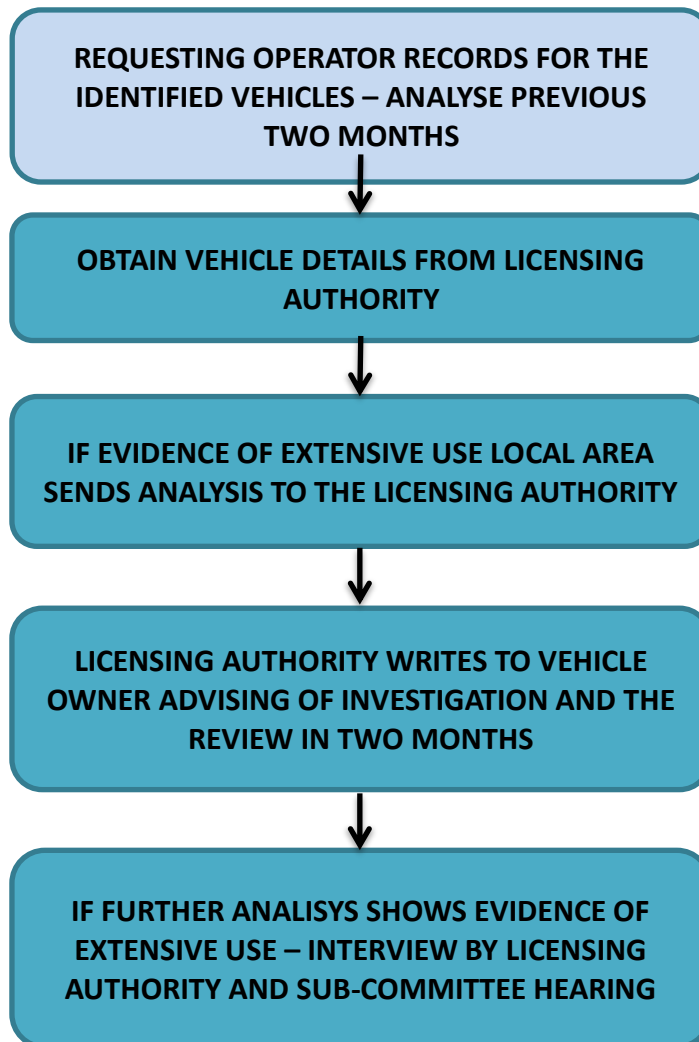 REQUESTING OPERATOR RECORDS FOR THE
IDENTIFIED VEHICLES – ANALYSE PREVIOUS
TWO MONTHS
OBTAIN VEHICLE DETAILS FROM LICENSING
AUTHORITY
IF EVIDENCE OF EXTENSIVE USE LOCAL AREA
SENDS ANALYSIS TO THE LICENSING AUTHORITY
LICENSING AUTHORITY WRITES TO VEHICLE
OWNER ADVISING OF INVESTIGATION AND THE
REVIEW IN TWO MONTHS
IF FURTHER ANALISYS SHOWS EVIDENCE OF
EXTENSIVE USE – INTERVIEW BY LICENSING
AUTHORITY AND SUB-COMMITTEE HEARING